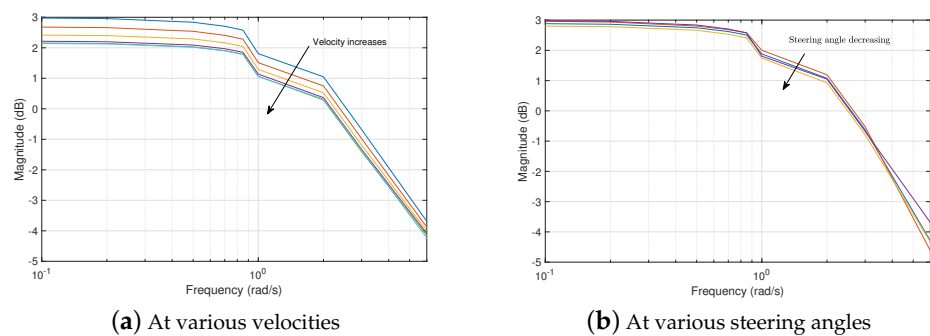 3
2
1
0
-1
-2
-3
-4
-5
Magnitude (dB)
Velocity increases
10^-1
10^0
Frequency (rad/s)
(a) At various velocities
3
2
1
0
-1
-2
-3
-4
-5
Magnitude (dB)
Steering angle decreasing
10^-1
10^0
Frequency (rad/s)
(b) At various steering angles